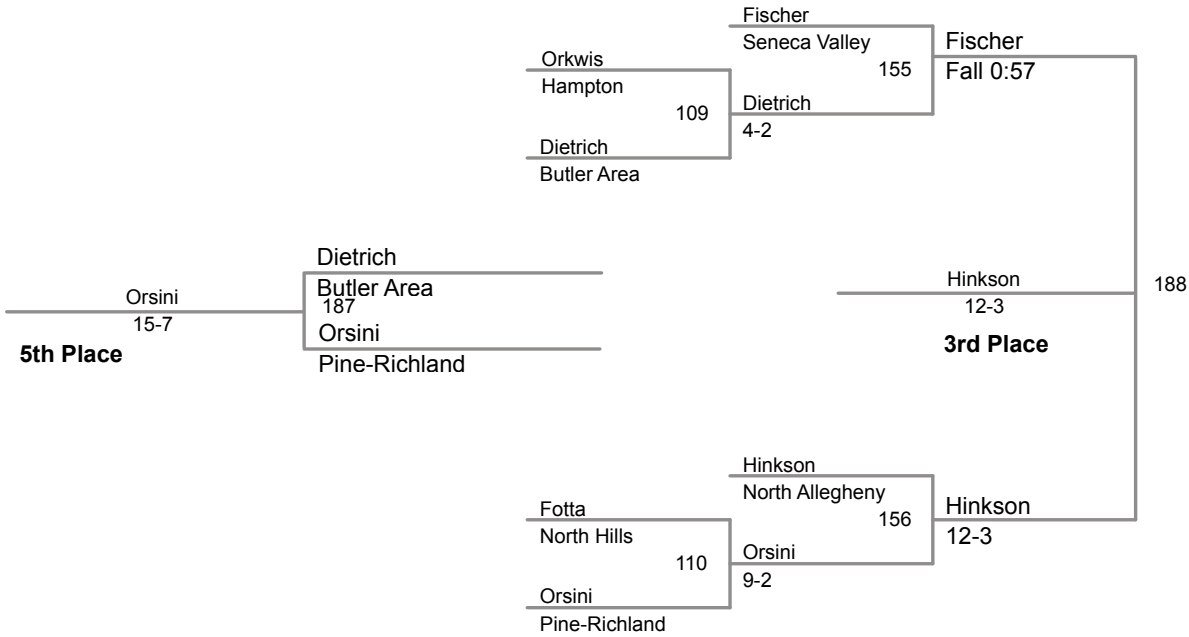 Fischer
Seneca Valley
155
Fischer
Fall 0:57
Orkwis
Hampton
109
Dietrich
4-2
Dietrich
Butler Area
Dietrich
Butler Area
187
Orsini
Pine-Richland
Orsini
15-7
5th Place
Hinkson
12-3
3rd Place
188
Hinkson
North Allegheny
156
Hinkson
12-3
Fotta
North Hills
110
Orsini
9-2
Orsini
Pine-Richland